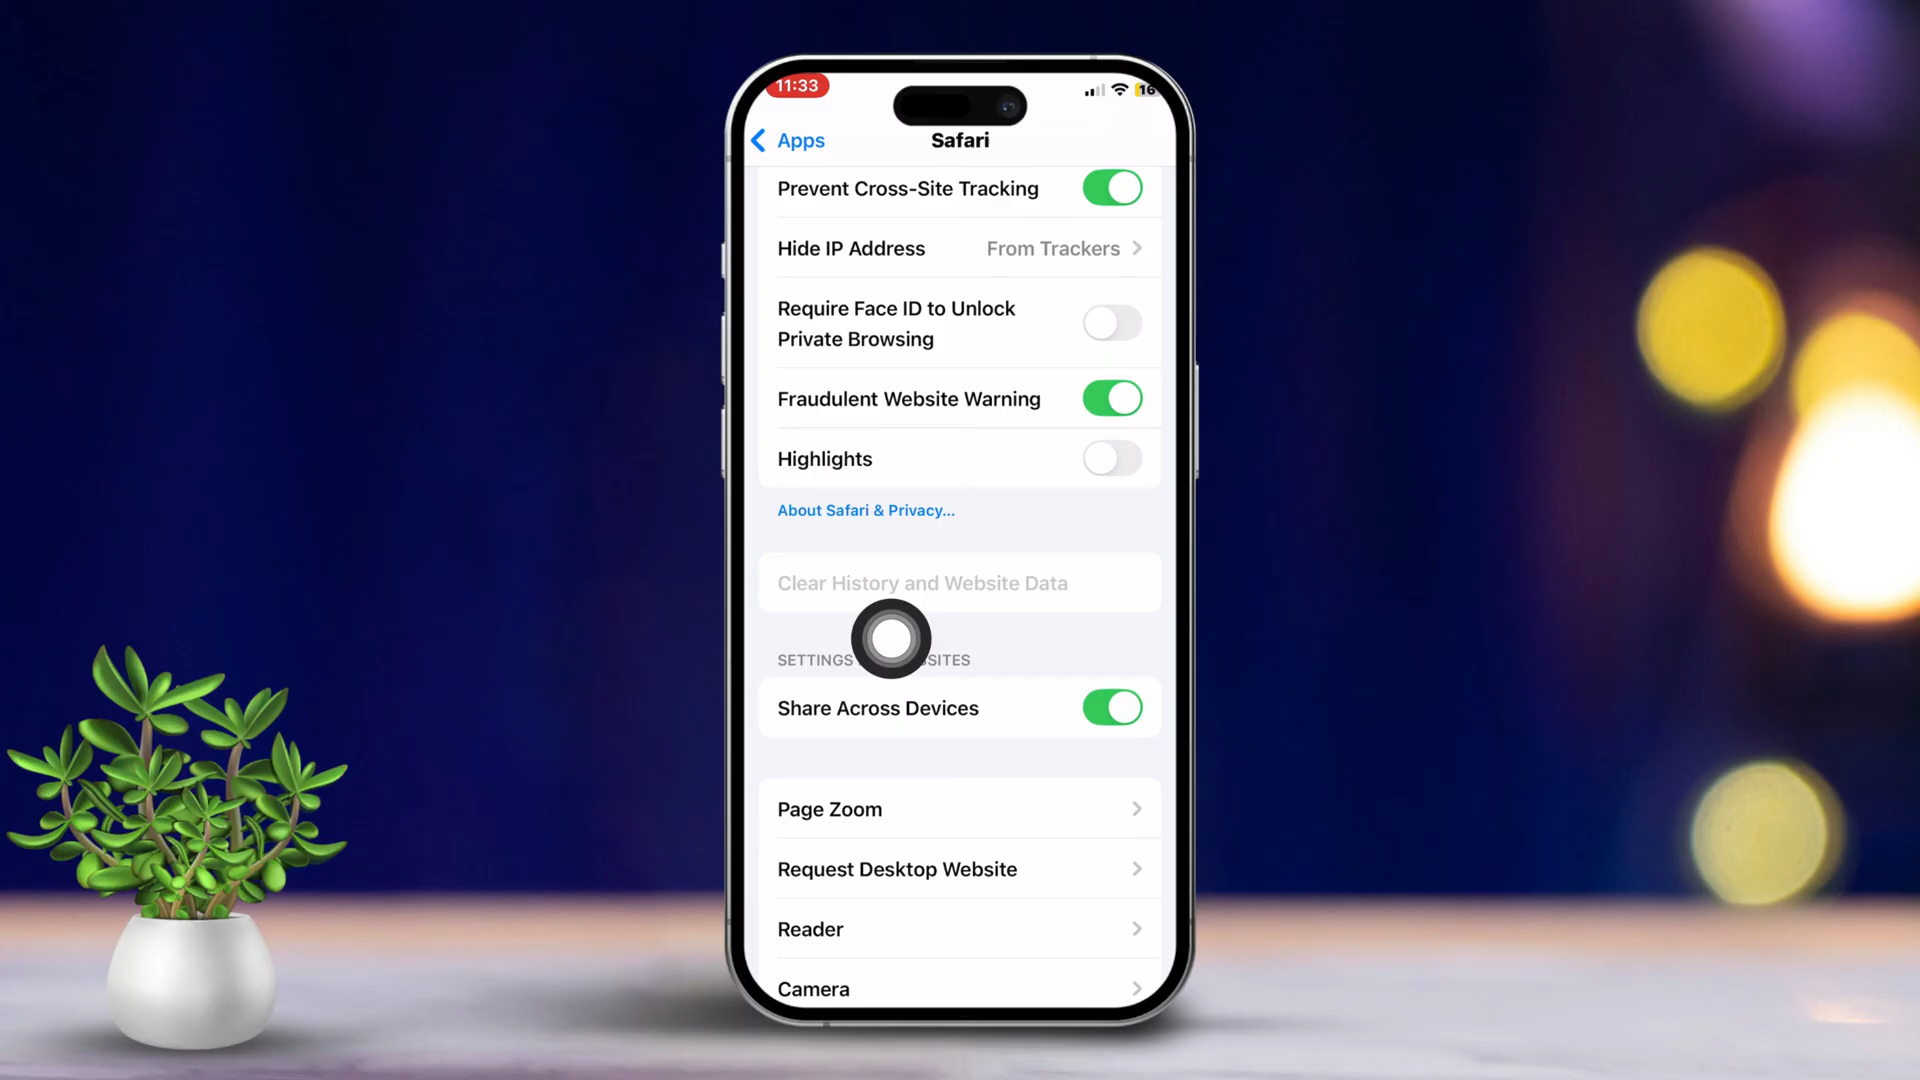 11:33
16
Apps
Safari
Prevent Cross-Site Tracking
Hide IP Address From Trackers
Require Face ID to Unlock
Private Browsing
Fraudulent Website Warning
Highlights
About Safari & Privacy...
Clear History and Website Data
SETTINGS
Share Across Devices
Page Zoom
Request Desktop Website
Reader
Camera